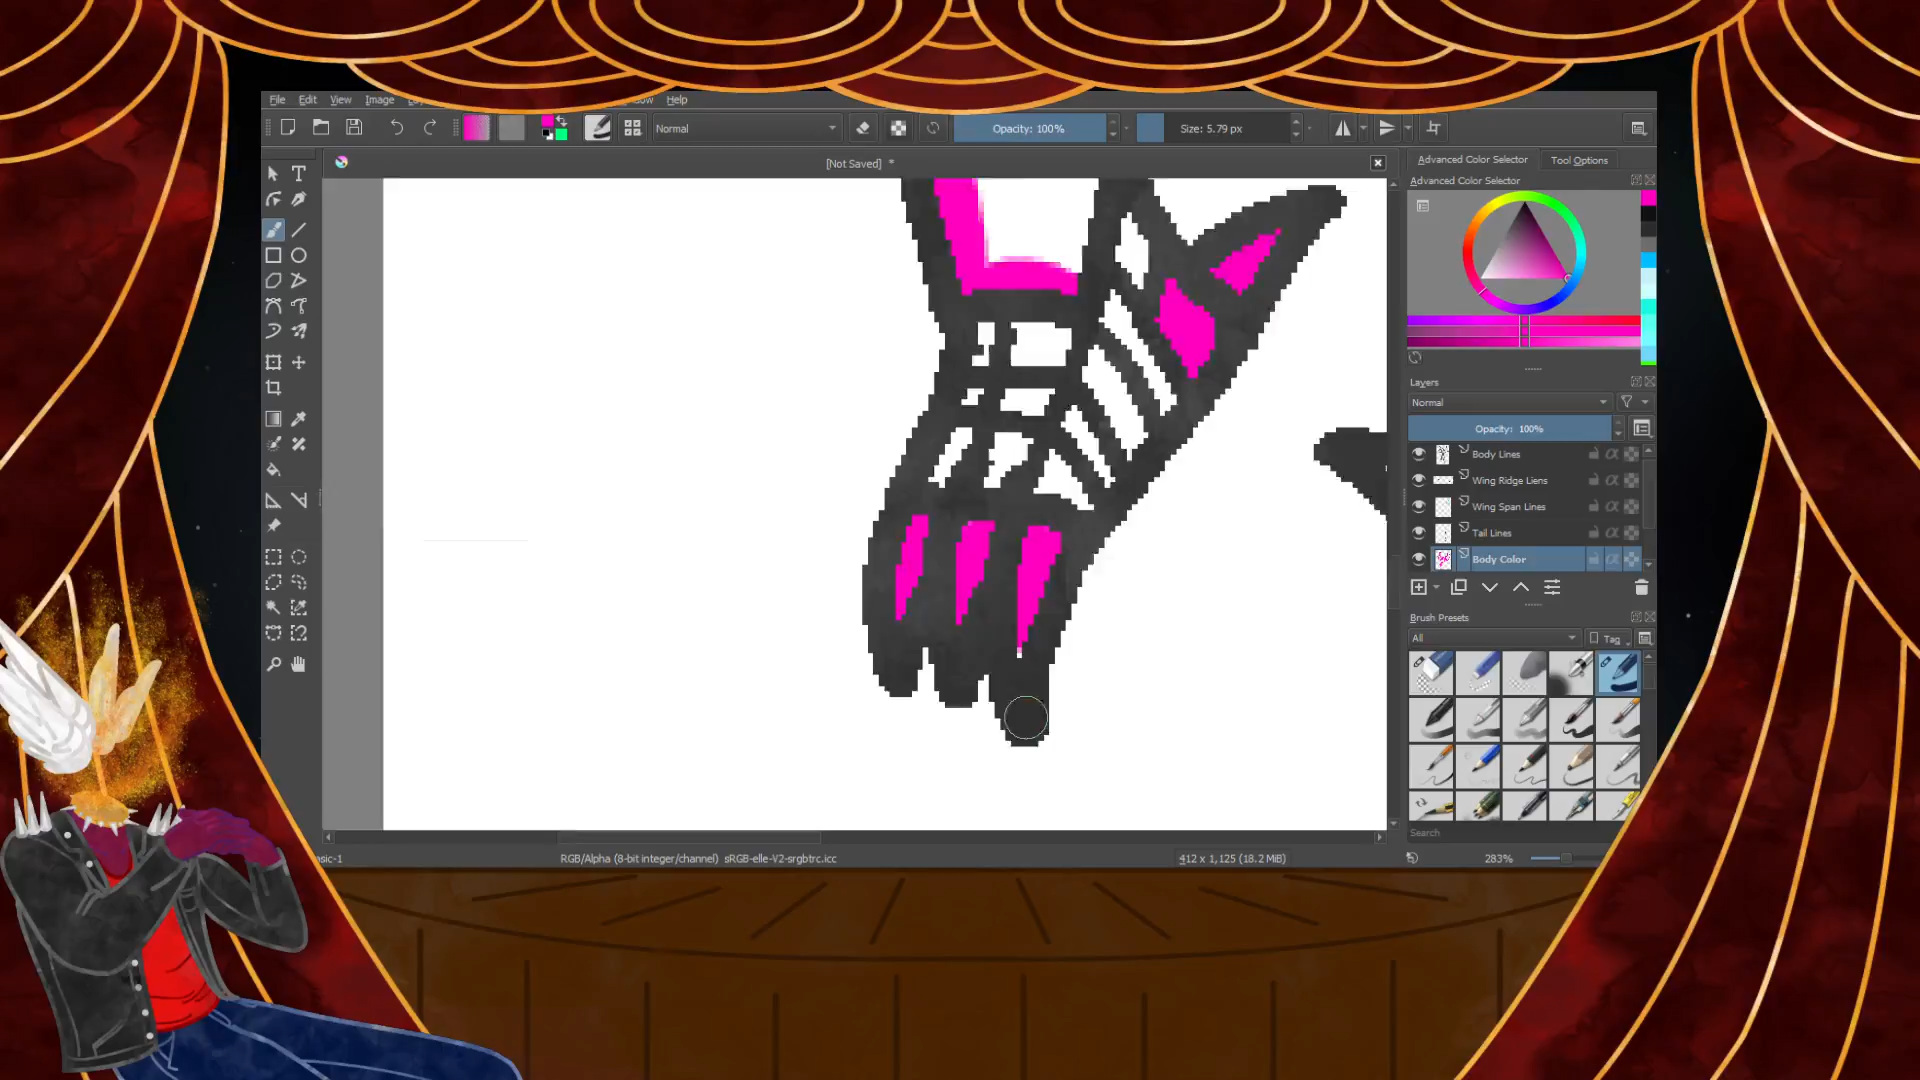 File Edit View Image Help
Normal
Opacity: 100%
Size: 5.79 px
[Not Saved] *
Advanced Color Selector
Tool Options
Advanced Color Selector
Layers
Normal
Opacity: 100%
Body Lines
Wing Ridge Liens
Wing Span Lines
Tail Lines
Body Color
Brush Presets
All
Tag
Search
RGB/Alpha (8-bit integer/channel) sRGB-elle-V2-srgbtrc.icc
412 x 1,125 (18.2 MiB)
283%